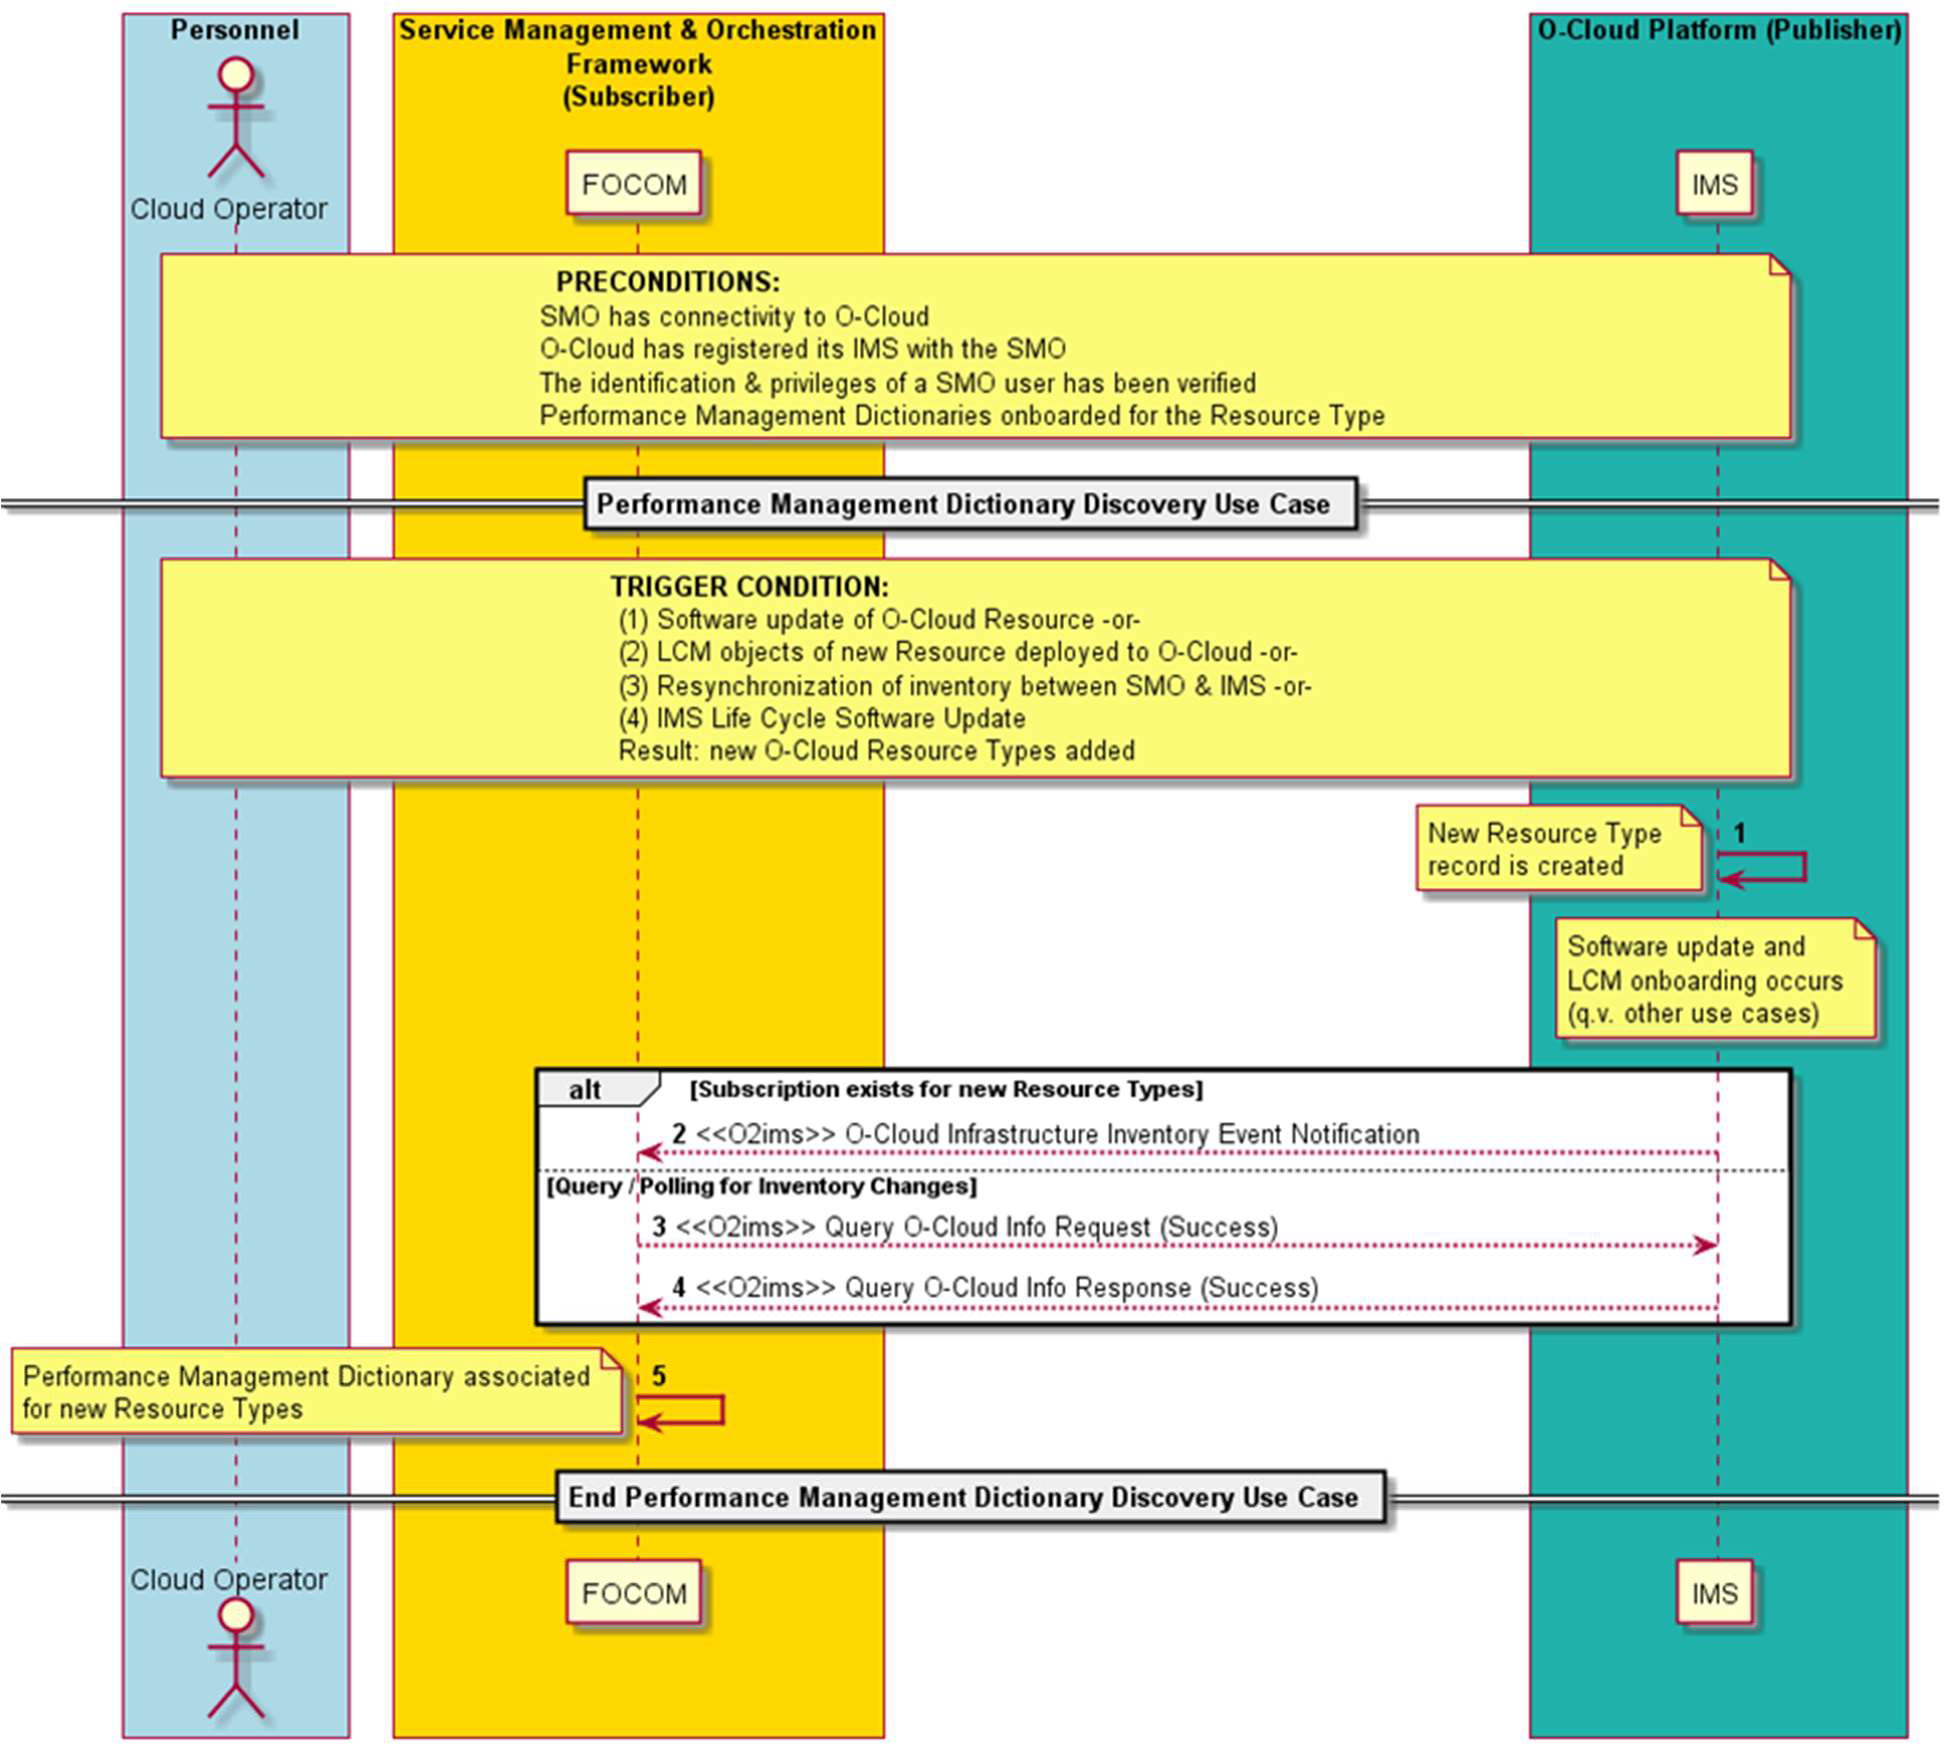 Personnel
Service Management & Orchestration
Framework
(Subscriber)
O-Cloud Platform (Publisher)
Cloud Operator
FOCOM
IMS
PRECONDITIONS:
SMO has connectivity to O-Cloud
O-Cloud has registered its IMS with the SMO
The identification & privileges of a SMO user has been verified
Performance Management Dictionaries onboarded for the Resource Type
Performance Management Dictionary Discovery Use Case
TRIGGER CONDITION:
(1) Software update of O-Cloud Resource -or-
(2) LCM objects of new Resource deployed to O-Cloud -or-
(3) Resynchronization of inventory between SMO & IMS -or-
(4) IMS Life Cycle Software Update
Result: new O-Cloud Resource Types added
New Resource Type
record is created
1
Software update and
LCM onboarding occurs
(q.v. other use cases)
alt [Subscription exists for new Resource Types]
2 <<O2ims>> O-Cloud Infrastructure Inventory Event Notification
[Query / Polling for Inventory Changes]
3 <<O2ims>> Query O-Cloud Info Request (Success)
4 <<O2ims>> Query O-Cloud Info Response (Success)
Performance Management Dictionary associated
for new Resource Types
5
End Performance Management Dictionary Discovery Use Case
Cloud Operator
FOCOM
IMS